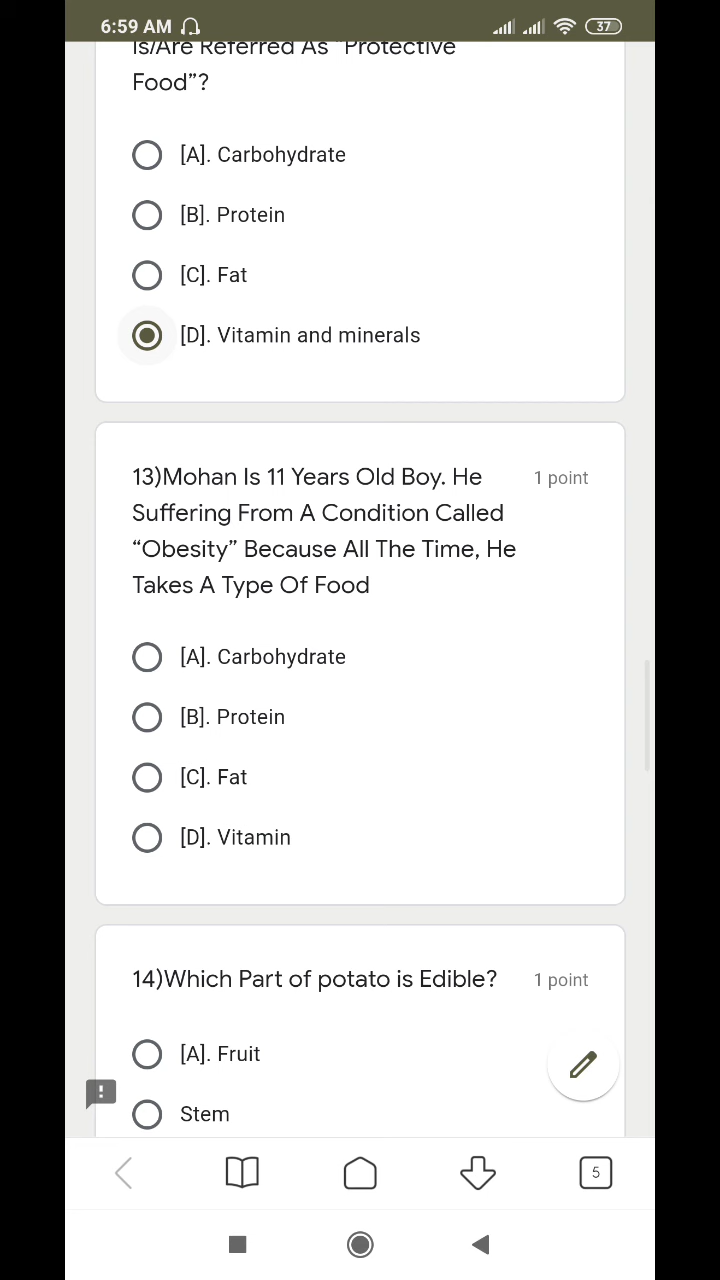 6:59 AM
37
Is/Are Referred As "Protective
Food”?
[A]. Carbohydrate
[B]. Protein
[C]. Fat
[D]. Vitamin and minerals
13)Mohan Is 11 Years Old Boy. He
1 point
Suffering From A Condition Called
“Obesity” Because All The Time, He
Takes A Type Of Food
[A]. Carbohydrate
[B]. Protein
[C]. Fat
[D]. Vitamin
14)Which Part of potato is Edible?
1 point
[A]. Fruit
Stem
5